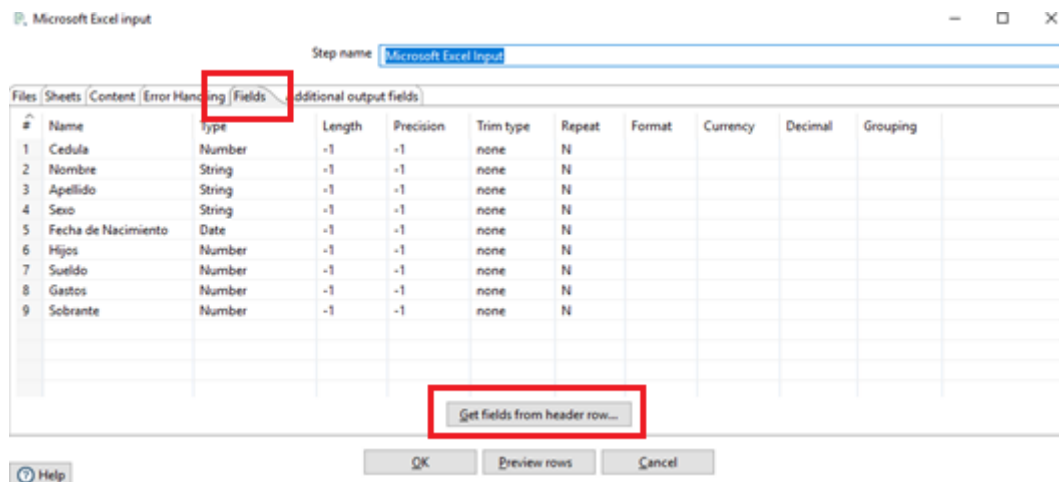 Microsoft Excel input
Step name Microsoft Excel Input
Files Sheets Content Error Handling Fields Additional output fields
# Name Type Length Precision Trim type Repeat Format Currency Decimal Grouping
1 Cedula Number -1 -1 none N
2 Nombre String -1 -1 none N
3 Apellido String -1 -1 none N
4 Sexo String -1 -1 none N
5 Fecha de Nacimiento Date -1 -1 none N
6 Hijos Number -1 -1 none N
7 Sueldo Number -1 -1 none N
8 Gastos Number -1 -1 none N
9 Sobrante Number -1 -1 none N
Get fields from header row...
OK Preview rows Cancel
Help